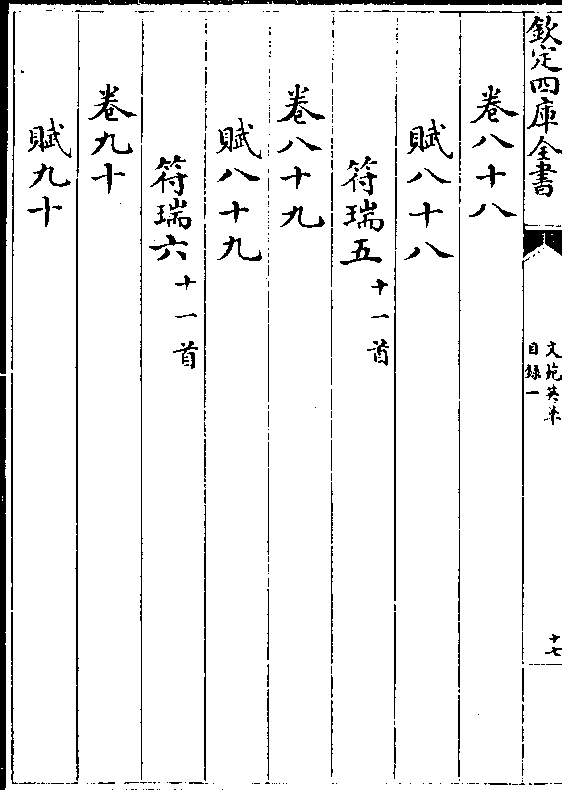 欽定四庫全書
文苑英華
目錄一
十七
卷八十八
賦八十八
符瑞五十一首
卷八十九
賦八十九
符瑞六十一首
卷九十
賦九十